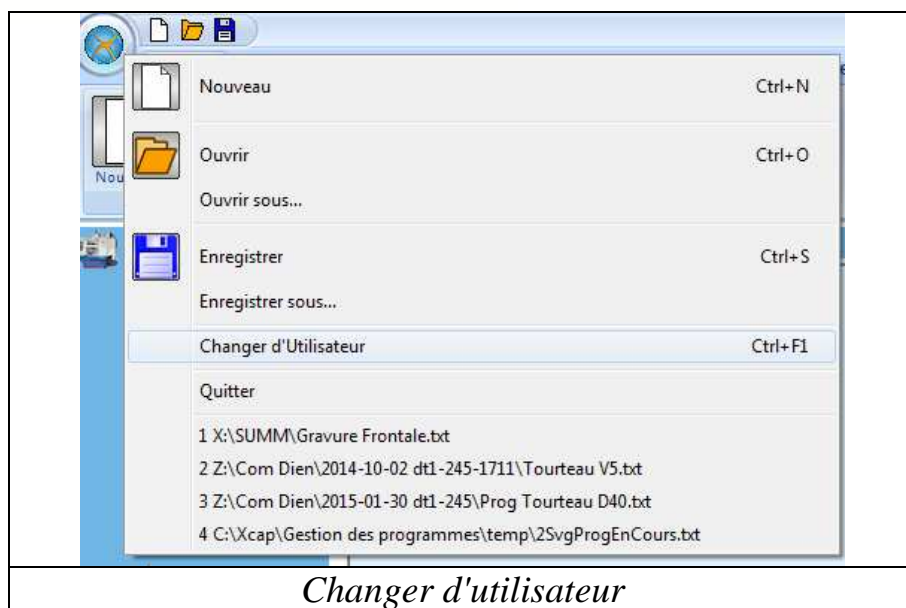 Nouveau Ctrl+N
Ouvrir Ctrl+O
Nou
Ouvrir sous...
Enregistrer Ctrl+S
Enregistrer sous...
Changer d'Utilisateur Ctrl+F1
Quitter
1 X:\SUMM\Gravure Frontale.txt
2 Z:\Com Dien\2014-10-02 dt1-245-1711\Tourteau V5.txt
3 Z:\Com Dien\2015-01-30 dt1-245\Prog Tourteau D40.txt
4 C:\Xcap\Gestion des programmes\temp\2SvgProgEnCours.txt
Changer d'utilisateur